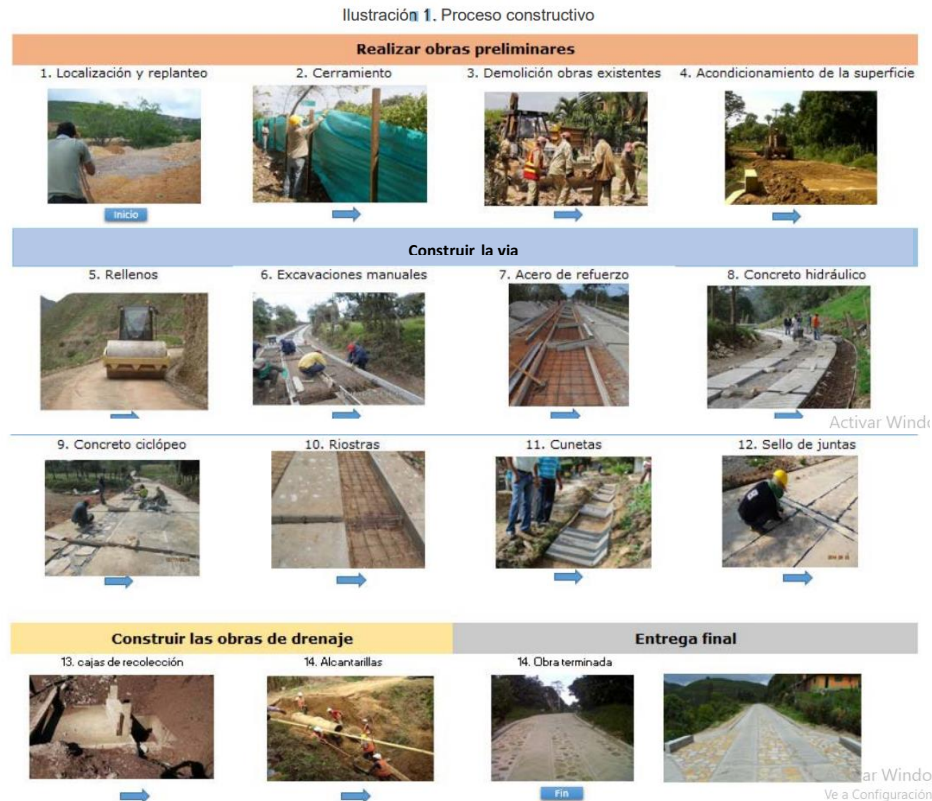 Ilustración 1. Proceso constructivo
Realizar obras preliminares
1. Localización y replanteo
2. Cerramiento
3. Demolición obras existentes
4. Acondicionamiento de la superficie
Inicio
Construir la via
5. Rellenos
6. Excavaciones manuales
7. Acero de refuerzo
8. Concreto hidráulico
Activar Windo
9. Concreto ciclópeo
10. Riostras
11. Cunetas
12. Sello de juntas
Construir las obras de drenaje
Entrega final
13. cajas de recolección
14. Alcantarillas
14. Obra terminada
Fin
ar Windo
Ve a Configuración